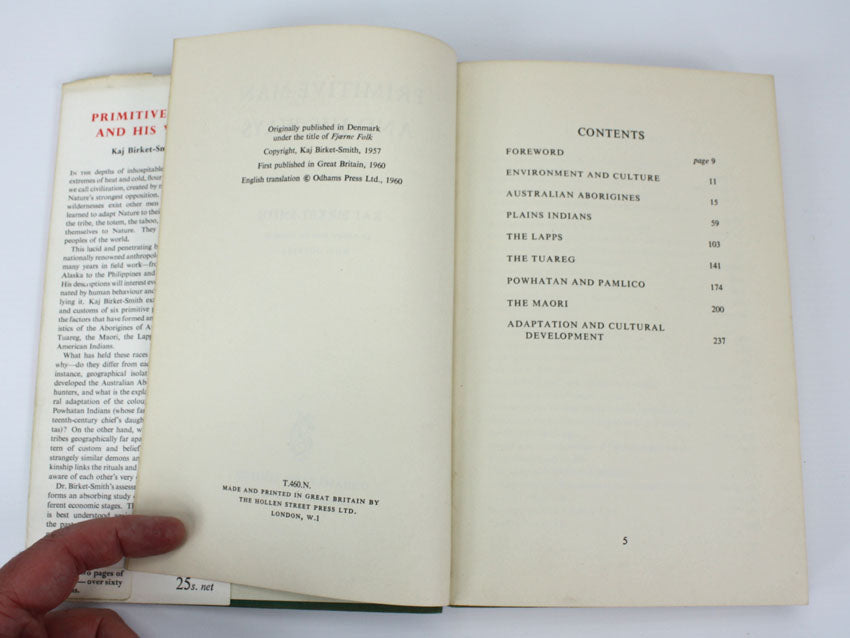 PRIMITIVE
AND HIS
Kaj Birket-Sm
IN THE depths of inhospitable
extremes of heat and cold, flour
we call civilization, created by
Nature's strongest opposition.
wildernesses exist other men
learned to adapt Nature to thei
the tribe, the totem, the taboo,
themselves to Nature. They
peoples of the world.
This lucid and penetrating
nationally renowned anthropolo
many years in field work—fro
Alaska to the Philippines and
His descriptions will interest eve
nated by human behaviour and
lying it. Kaj Birket-Smith ex
and customs of six primitive
the factors that have formed an
istics of the Aborigines of A
Tuareg, the Maori, the Lapp
American Indians.
What has held these races
why—do they differ from eac
instance, geographical isolat
developed the Australian Ab
hunters, and what is the expla
ral adaptation of the colou
Powhatan Indians (whose fa
teenth-century chief's daugh
tas)? On the other hand, w
tribes geographically far apa
tern of custom and belief
strangely similar demons an
kinship links the rituals and
aware of each other's very
Dr. Birket-Smith's assess
forms an absorbing study
ferent economic stages. Th
is best understood
the past
pages of
—over sixty
25s. net
Originally published in Denmark
under the title of Fjærne Folk
Copyright, Kaj Birket-Smith, 1957
First published in Great Britain, 1960
English translation © Odhams Press Ltd., 1960
T.460.N.
MADE AND PRINTED IN GREAT BRITAIN BY
THE HOLLEN STREET PRESS LTD.
LONDON, W.1
CONTENTS
FOREWORD page 9
ENVIRONMENT AND CULTURE 11
AUSTRALIAN ABORIGINES 15
PLAINS INDIANS 59
THE LAPPS 103
THE TUAREG 141
POWHATAN AND PAMLICO 174
THE MAORI 200
ADAPTATION AND CULTURAL
DEVELOPMENT 237
5